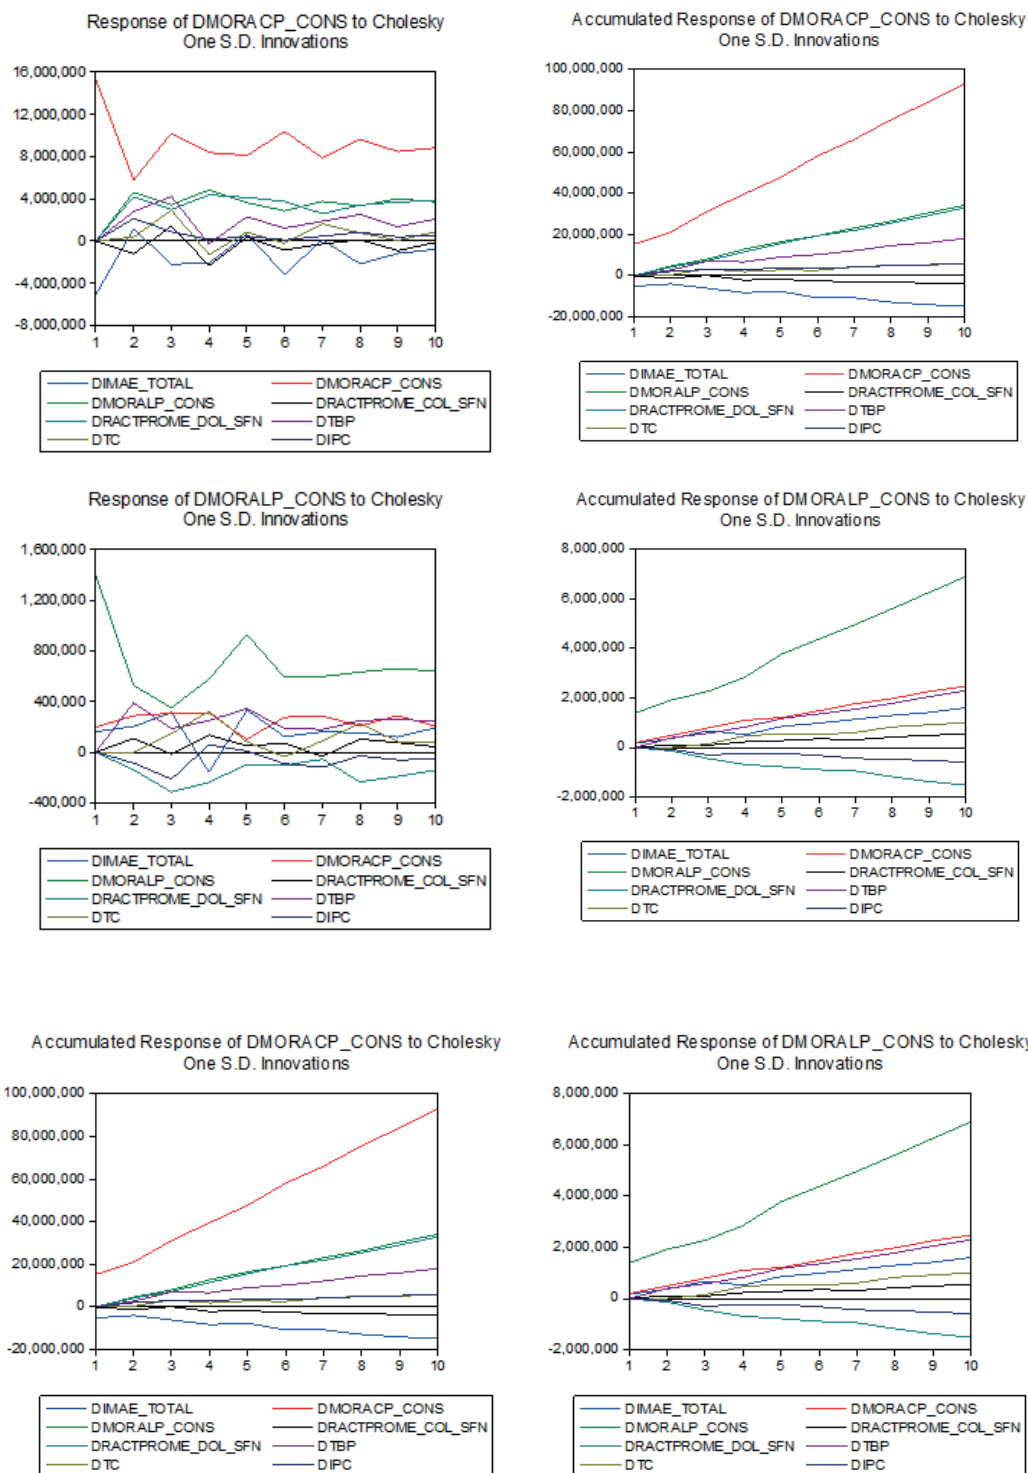 Response of DMORACP_CONS to Cholesky
One S.D. Innovations
16,000,000
12,000,000
8,000,000
4,000,000
0
-4,000,000
-8,000,000
1 2 3 4 5 6 7 8 9 10
DIMAE_TOTAL DMORACP_CONS
DMORALP_CONS DRACTPROME_COL_SFN
DRACTPROME_DOL_SFN DTBP
DTC DIPC
Accumulated Response of DMORACP_CONS to Cholesky
One S.D. Innovations
100,000,000
80,000,000
60,000,000
40,000,000
20,000,000
0
-20,000,000
1 2 3 4 5 6 7 8 9 10
DIMAE_TOTAL DMORACP_CONS
DMORALP_CONS DRACTPROME_COL_SFN
DRACTPROME_DOL_SFN DTBP
DTC DIPC
Response of DMORALP_CONS to Cholesky
One S.D. Innovations
1,600,000
1,200,000
800,000
400,000
0
-400,000
1 2 3 4 5 6 7 8 9 10
DIMAE_TOTAL DMORACP_CONS
DMORALP_CONS DRACTPROME_COL_SFN
DRACTPROME_DOL_SFN DTBP
DTC DIPC
Accumulated Response of DMORALP_CONS to Cholesky
One S.D. Innovations
8,000,000
6,000,000
4,000,000
2,000,000
0
-2,000,000
1 2 3 4 5 6 7 8 9 10
DIMAE_TOTAL DMORACP_CONS
DMORALP_CONS DRACTPROME_COL_SFN
DRACTPROME_DOL_SFN DTBP
DTC DIPC
Accumulated Response of DMORACP_CONS to Cholesky
One S.D. Innovations
100,000,000
80,000,000
60,000,000
40,000,000
20,000,000
0
-20,000,000
1 2 3 4 5 6 7 8 9 10
DIMAE_TOTAL DMORACP_CONS
DMORALP_CONS DRACTPROME_COL_SFN
DRACTPROME_DOL_SFN DTBP
DTC DIPC
Accumulated Response of DMORALP_CONS to Cholesky
One S.D. Innovations
8,000,000
6,000,000
4,000,000
2,000,000
0
-2,000,000
1 2 3 4 5 6 7 8 9 10
DIMAE_TOTAL DMORACP_CONS
DMORALP_CONS DRACTPROME_COL_SFN
DRACTPROME_DOL_SFN DTBP
DTC DIPC